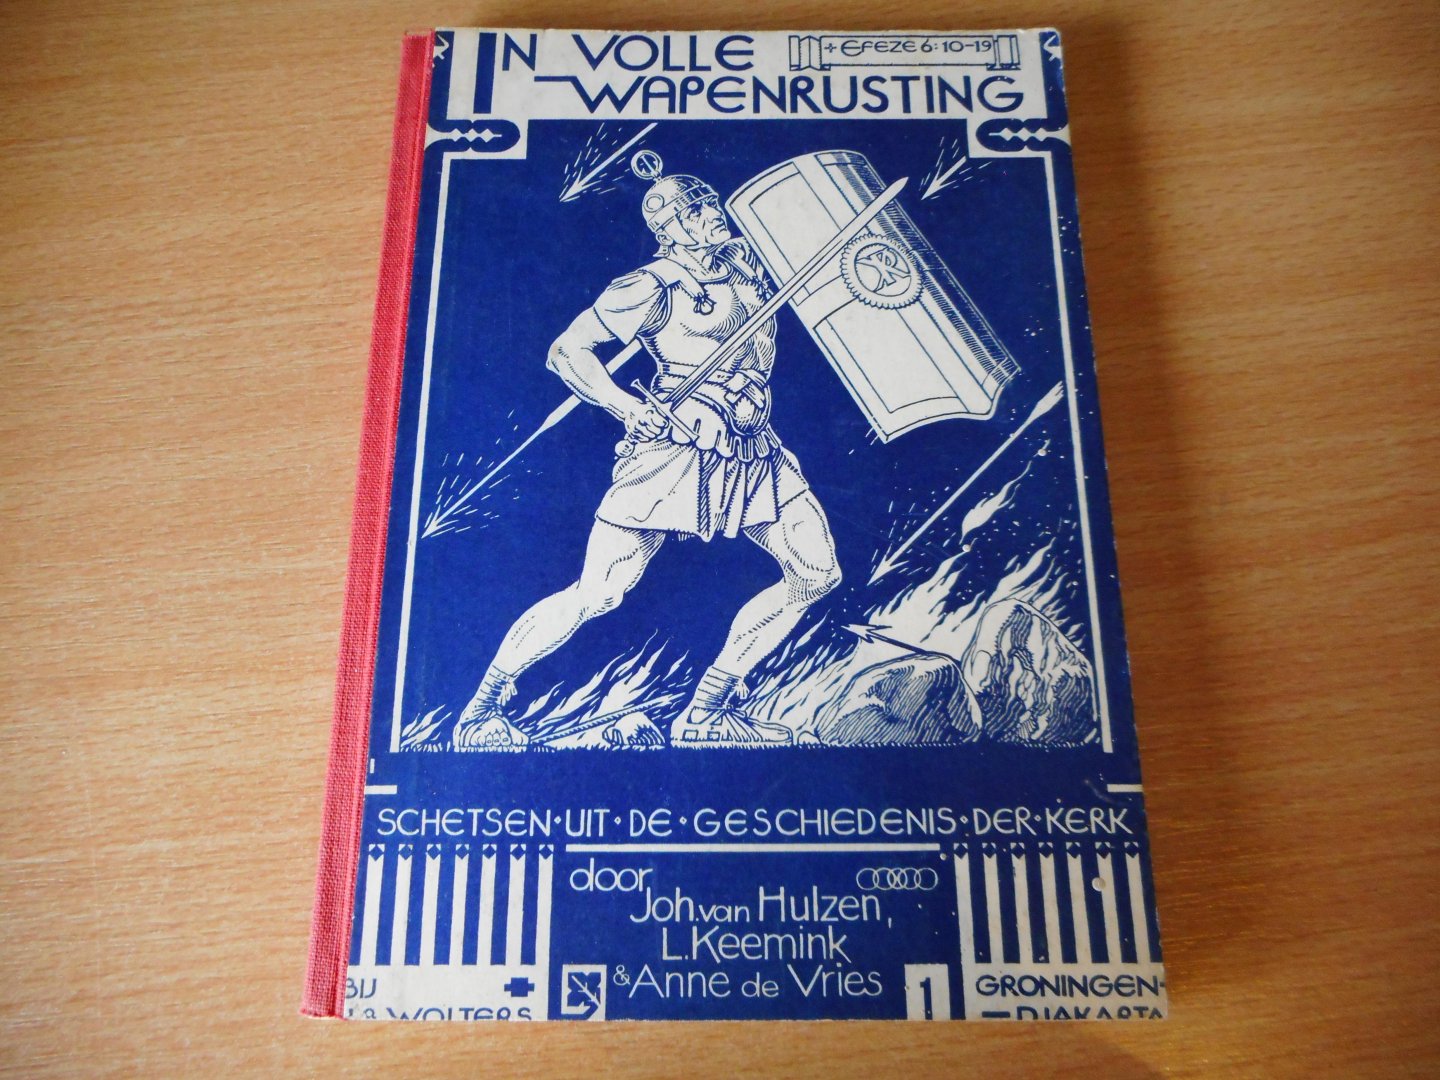 IN VOLLE
WAPENRUSTING
EFEZE 6:10-19
SCHETSEN·UIT·DE·GESCHIEDENIS·DER·KERK
door
Joh. van Hulzen,
L. Keemink
& Anne de Vries
BIJ
J.B. WOLTERS
1
GRONINGEN-
DJAKARTA